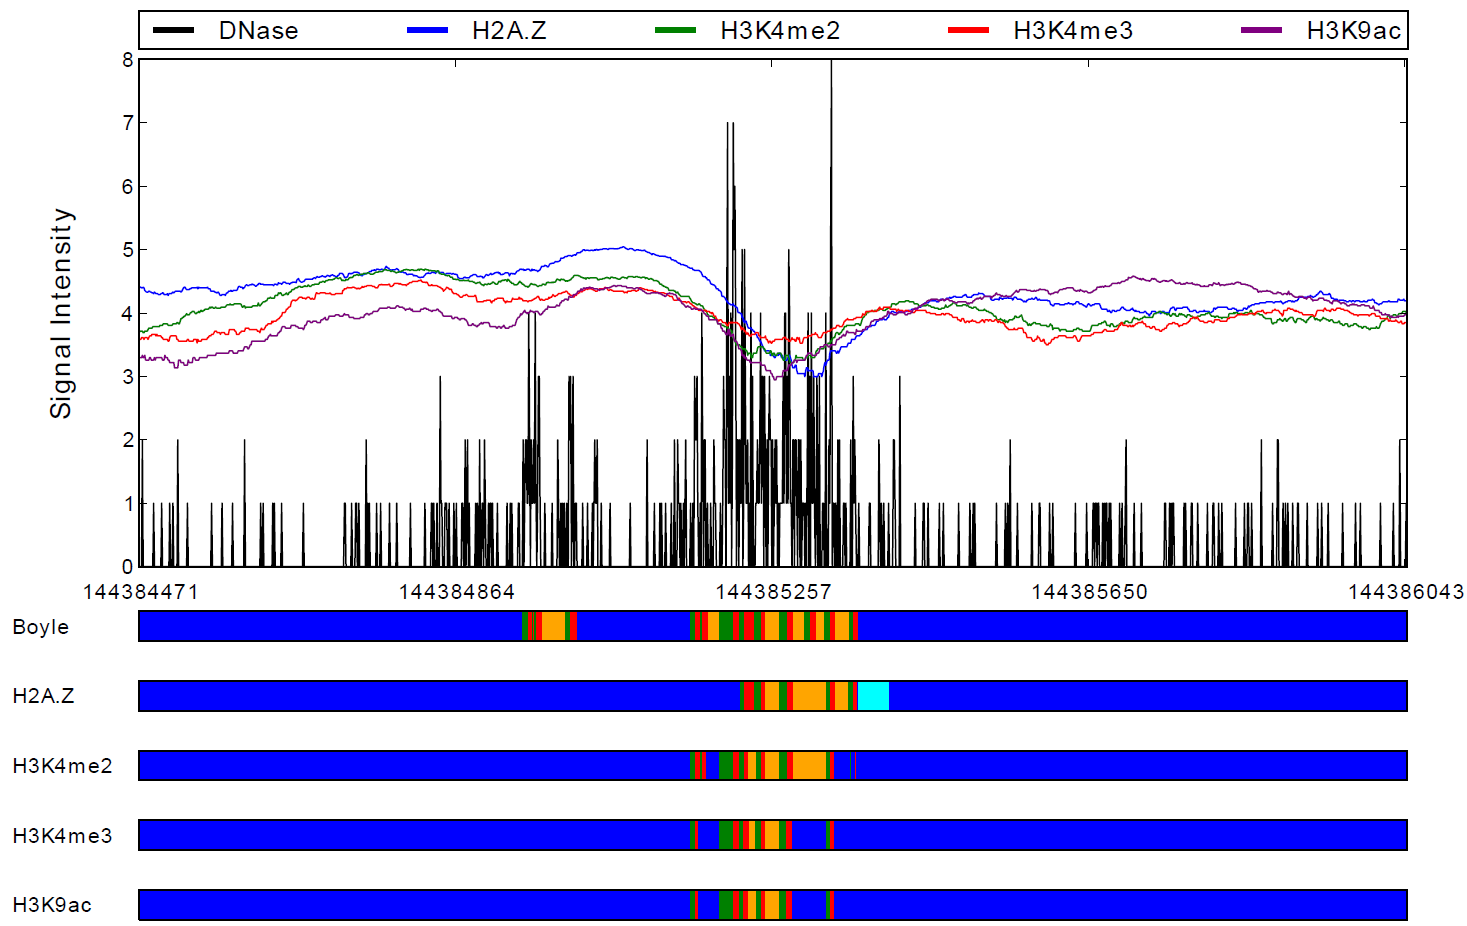 DNase H2A.Z H3K4me2 H3K4me3 H3K9ac
8
7
6
5
4
3
2
1
0
Signal Intensity
144384471 144384864 144385257 144385650 144386043
Boyle
H2A.Z
H3K4me2
H3K4me3
H3K9ac